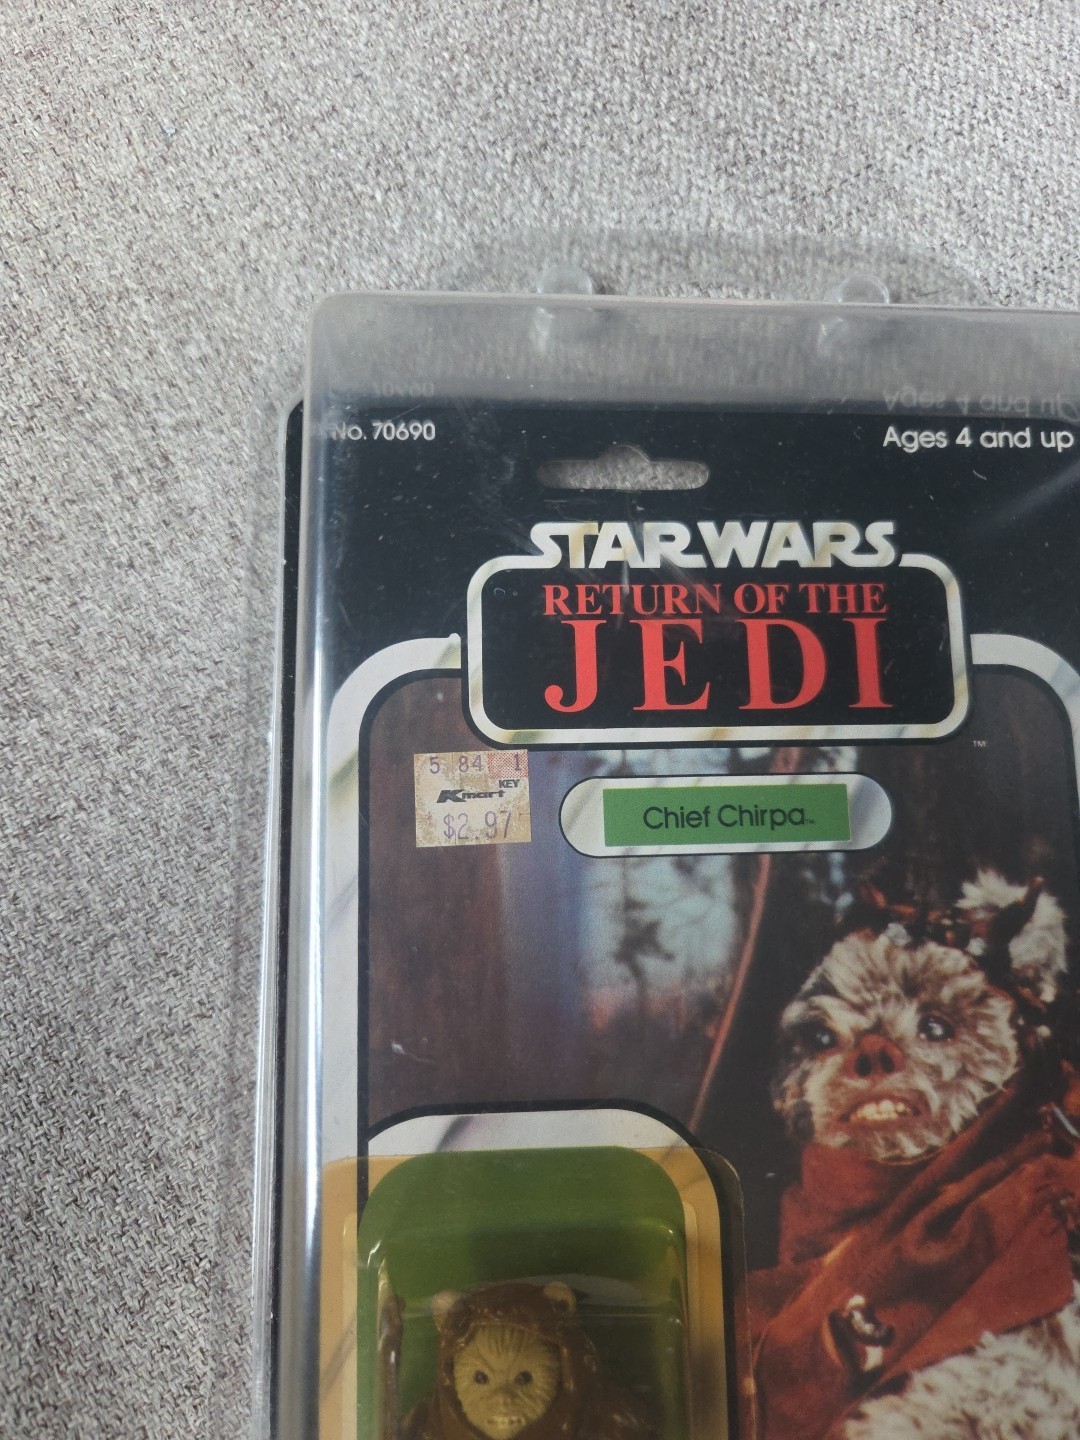 No. 70690
Ages 4 and up
STAR WARS
RETURN OF THE
JEDI
TM
5 84 1
Kmart KEY
$2.97
Chief Chirpa